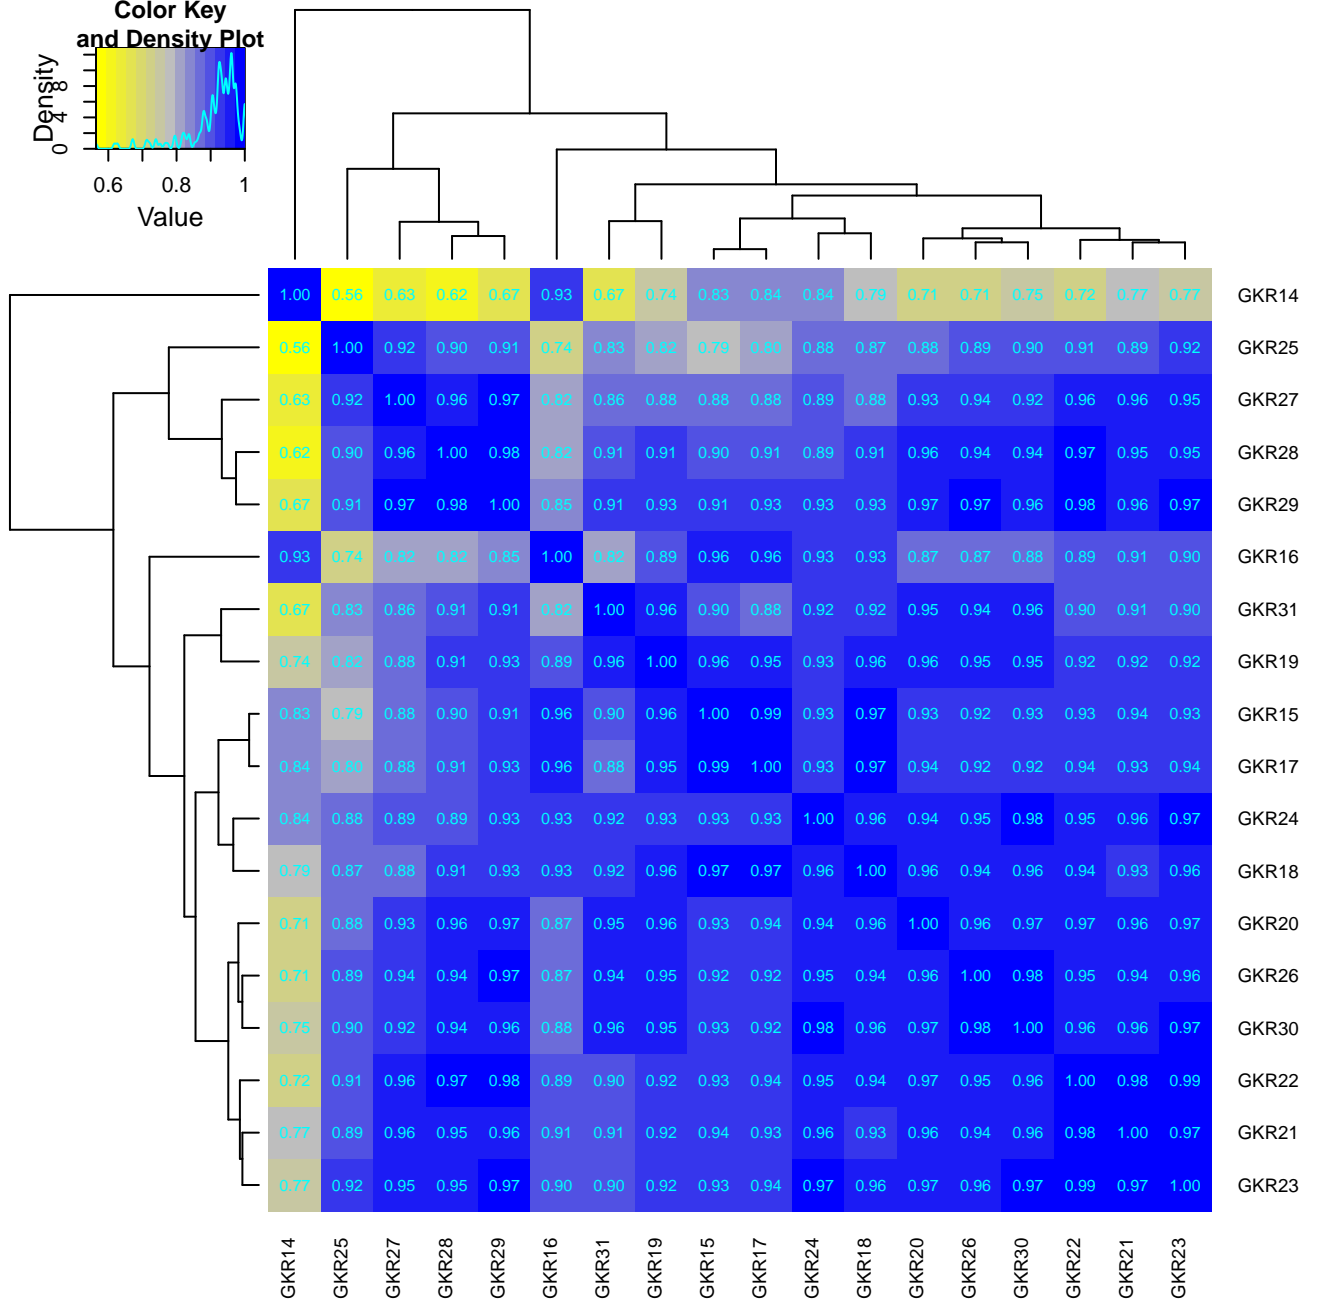 Color Key
and Density Plot
Density
0 4 8
0.6 0.8 1
Value
1.00 0.56 0.63 0.62 0.67 0.93 0.67 0.74 0.83 0.84 0.84 0.79 0.71 0.71 0.75 0.72 0.77 0.77 GKR14
0.56 1.00 0.92 0.90 0.91 0.74 0.83 0.82 0.79 0.80 0.88 0.87 0.88 0.89 0.90 0.91 0.89 0.92 GKR25
0.63 0.92 1.00 0.96 0.97 0.82 0.86 0.88 0.88 0.88 0.89 0.88 0.93 0.94 0.92 0.96 0.96 0.95 GKR27
0.62 0.90 0.96 1.00 0.98 0.82 0.91 0.91 0.90 0.91 0.89 0.91 0.96 0.94 0.94 0.97 0.95 0.95 GKR28
0.67 0.91 0.97 0.98 1.00 0.85 0.91 0.93 0.91 0.93 0.93 0.93 0.97 0.97 0.96 0.98 0.96 0.97 GKR29
0.93 0.74 0.82 0.82 0.85 1.00 0.82 0.89 0.96 0.96 0.93 0.93 0.87 0.87 0.88 0.89 0.91 0.90 GKR16
0.67 0.83 0.86 0.91 0.91 0.82 1.00 0.96 0.90 0.88 0.92 0.92 0.95 0.94 0.96 0.90 0.91 0.90 GKR31
0.74 0.82 0.88 0.91 0.93 0.89 0.96 1.00 0.96 0.95 0.93 0.96 0.96 0.95 0.95 0.92 0.92 0.92 GKR19
0.83 0.79 0.88 0.90 0.91 0.96 0.90 0.96 1.00 0.99 0.93 0.97 0.93 0.92 0.93 0.93 0.94 0.93 GKR15
0.84 0.80 0.88 0.91 0.93 0.96 0.88 0.95 0.99 1.00 0.93 0.97 0.94 0.92 0.92 0.94 0.93 0.94 GKR17
0.84 0.88 0.89 0.89 0.93 0.93 0.92 0.93 0.93 0.93 1.00 0.96 0.94 0.95 0.98 0.95 0.96 0.97 GKR24
0.79 0.87 0.88 0.91 0.93 0.93 0.92 0.96 0.97 0.97 0.96 1.00 0.96 0.94 0.96 0.94 0.93 0.96 GKR18
0.71 0.88 0.93 0.96 0.97 0.87 0.95 0.96 0.93 0.94 0.94 0.96 1.00 0.96 0.97 0.97 0.96 0.97 GKR20
0.71 0.89 0.94 0.94 0.97 0.87 0.94 0.95 0.92 0.92 0.95 0.94 0.96 1.00 0.98 0.95 0.94 0.96 GKR26
0.75 0.90 0.92 0.94 0.96 0.88 0.96 0.95 0.93 0.92 0.98 0.96 0.97 0.98 1.00 0.96 0.96 0.97 GKR30
0.72 0.91 0.96 0.97 0.98 0.89 0.90 0.92 0.93 0.94 0.95 0.94 0.97 0.95 0.96 1.00 0.98 0.99 GKR22
0.77 0.89 0.96 0.95 0.96 0.91 0.91 0.92 0.94 0.93 0.96 0.93 0.96 0.94 0.96 0.98 1.00 0.97 GKR21
0.77 0.92 0.95 0.95 0.97 0.90 0.90 0.92 0.93 0.94 0.97 0.96 0.97 0.96 0.97 0.99 0.97 1.00 GKR23
GKR14 GKR25 GKR27 GKR28 GKR29 GKR16 GKR31 GKR19 GKR15 GKR17 GKR24 GKR18 GKR20 GKR26 GKR30 GKR22 GKR21 GKR23